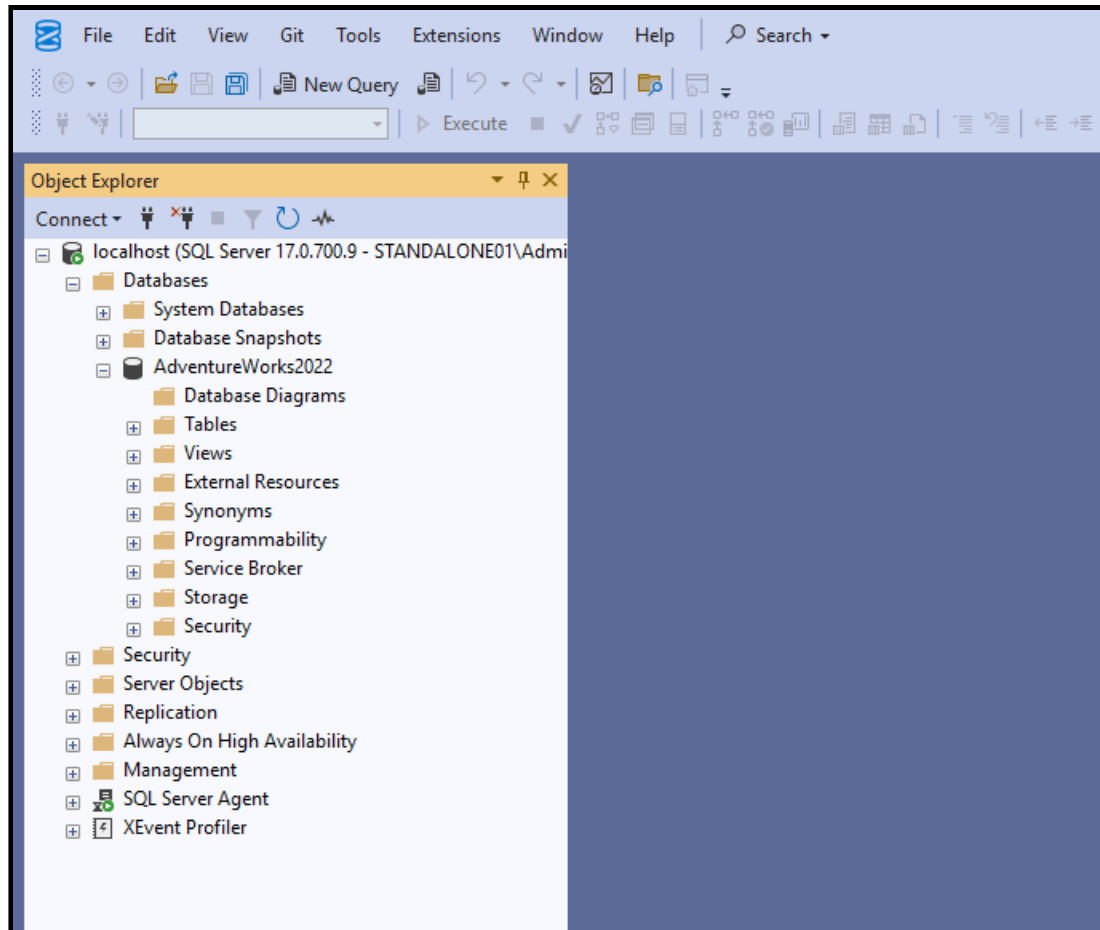 File Edit View Git Tools Extensions Window Help Search
New Query
Execute
Object Explorer
Connect
localhost (SQL Server 17.0.700.9 - STANDALONE01\Admi
Databases
System Databases
Database Snapshots
AdventureWorks2022
Database Diagrams
Tables
Views
External Resources
Synonyms
Programmability
Service Broker
Storage
Security
Security
Server Objects
Replication
Always On High Availability
Management
SQL Server Agent
XEvent Profiler